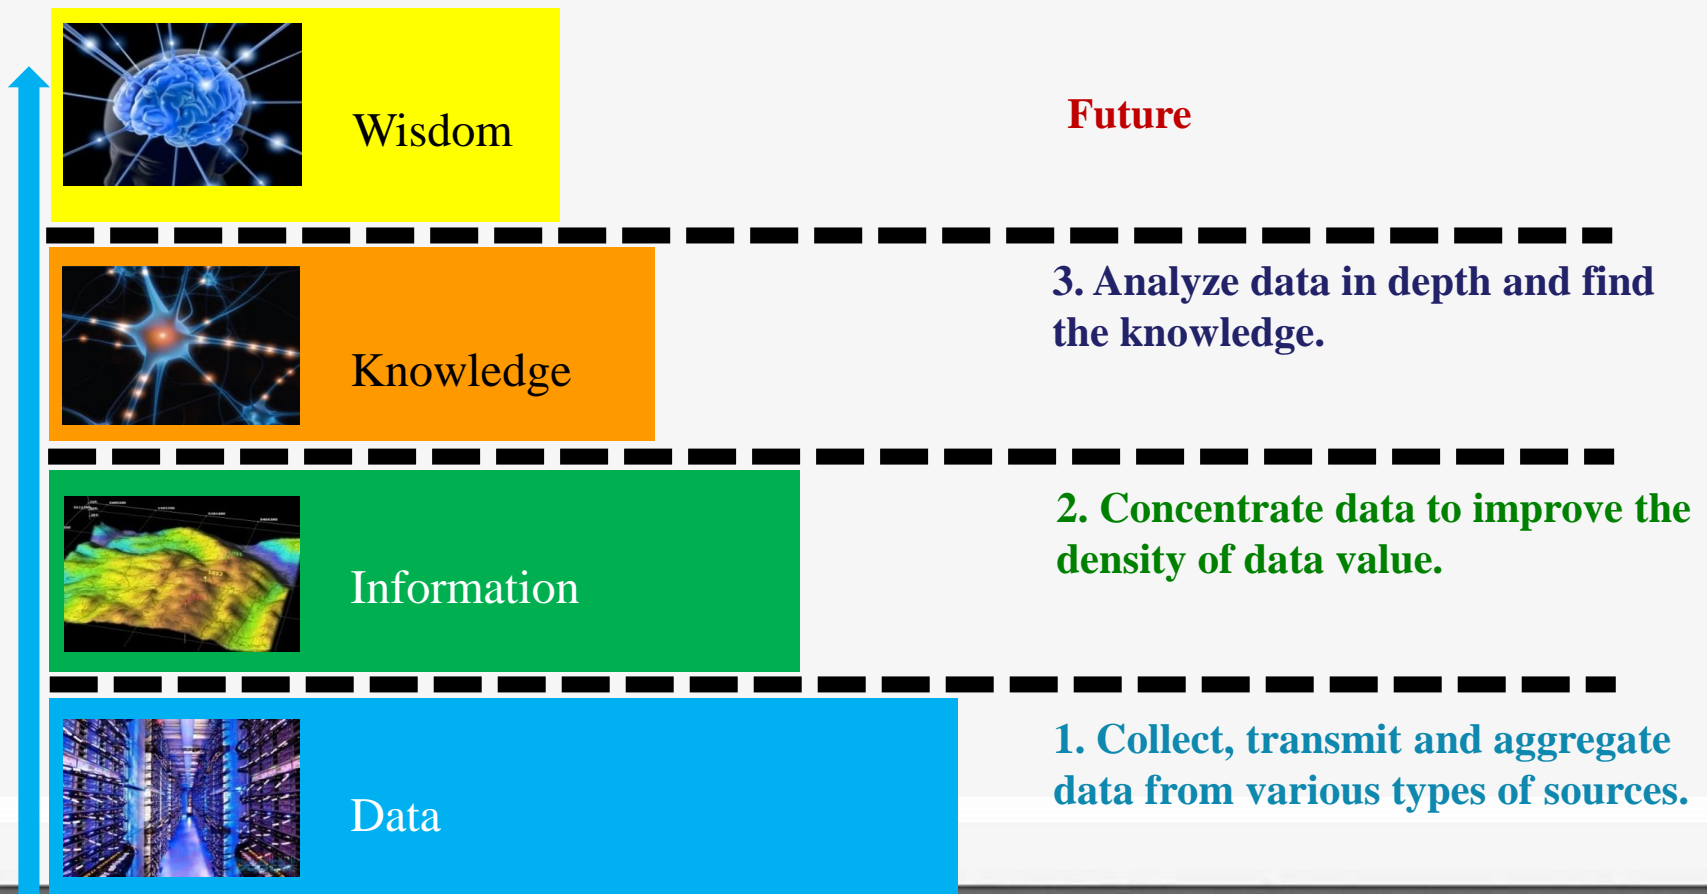 Wisdom
Future
3. Analyze data in depth and find
the knowledge.
Knowledge
2. Concentrate data to improve the
density of data value.
Information
1. Collect, transmit and aggregate
data from various types of sources.
Data